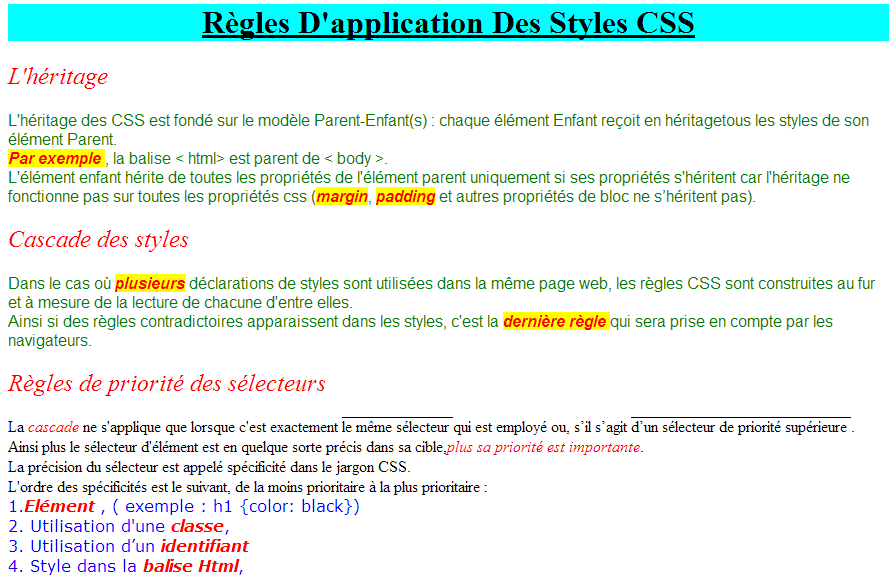 Règles D'application Des Styles CSS
L'héritage
L'héritage des CSS est fondé sur le modèle Parent-Enfant(s) : chaque élément Enfant reçoit en héritagetous les styles de son
élément Parent.
Par exemple , la balise < html> est parent de < body >.
L'élément enfant hérite de toutes les propriétés de l'élément parent uniquement si ses propriétés s'héritent car l'héritage ne
fonctionne pas sur toutes les propriétés css (margin, padding et autres propriétés de bloc ne s’héritent pas).
Cascade des styles
Dans le cas où plusieurs déclarations de styles sont utilisées dans la même page web, les règles CSS sont construites au fur
et à mesure de la lecture de chacune d'entre elles.
Ainsi si des règles contradictoires apparaissent dans les styles, c'est la dernière règle qui sera prise en compte par les
navigateurs.
Règles de priorité des sélecteurs
La cascade ne s'applique que lorsque c'est exactement le même sélecteur qui est employé ou, s’il s’agit d’un sélecteur de priorité supérieure .
Ainsi plus le sélecteur d'élément est en quelque sorte précis dans sa cible,plus sa priorité est importante.
La précision du sélecteur est appelé spécificité dans le jargon CSS.
L'ordre des spécificités est le suivant, de la moins prioritaire à la plus prioritaire :
1.Elément , ( exemple : h1 {color: black})
2. Utilisation d'une classe,
3. Utilisation d’un identifiant
4. Style dans la balise Html,